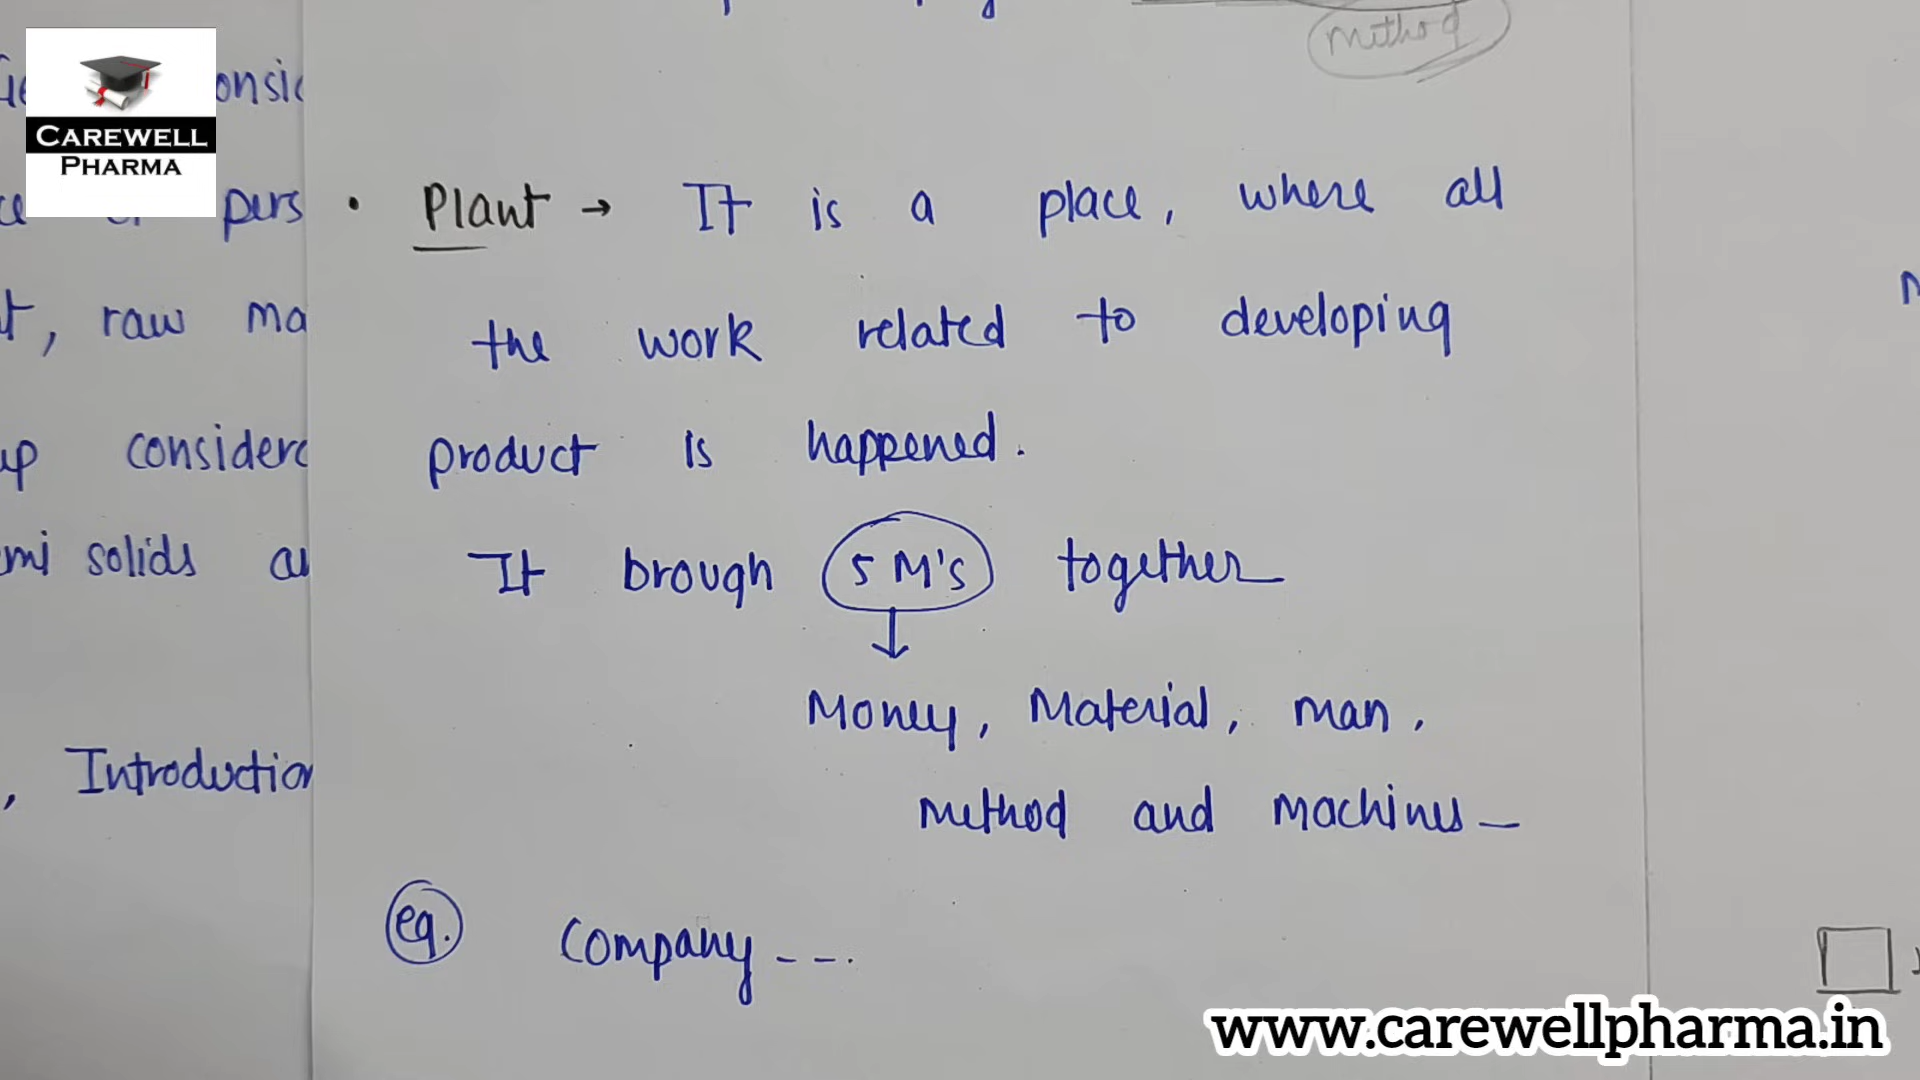 Method
CAREWELL
PHARMA
onsic
pers
, raw ma
up considera
emi solids a
, Introduction
• Plant → It is a place, where all
the work related to developing
product is happened.
It brough 5 M's together
Money, Material, man,
method and machines -
eg. Company - - .
www.carewellpharma.in